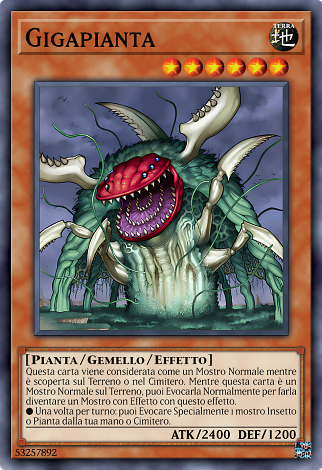 Gigapianta
TERRA
地
[Pianta/Gemello/Effetto]
Questa carta viene considerata come un Mostro Normale mentre
è scoperta sul Terreno o nel Cimitero. Mentre questa carta è un
Mostro Normale sul Terreno, puoi Evocarla Normalmente per farla
diventare un Mostro con Effetto con questo effetto.
● Una volta per turno: puoi Evocare Specialmente 1 mostro Insetto
o Pianta dalla tua mano o Cimitero.
ATK/2400 DEF/1200
53257892